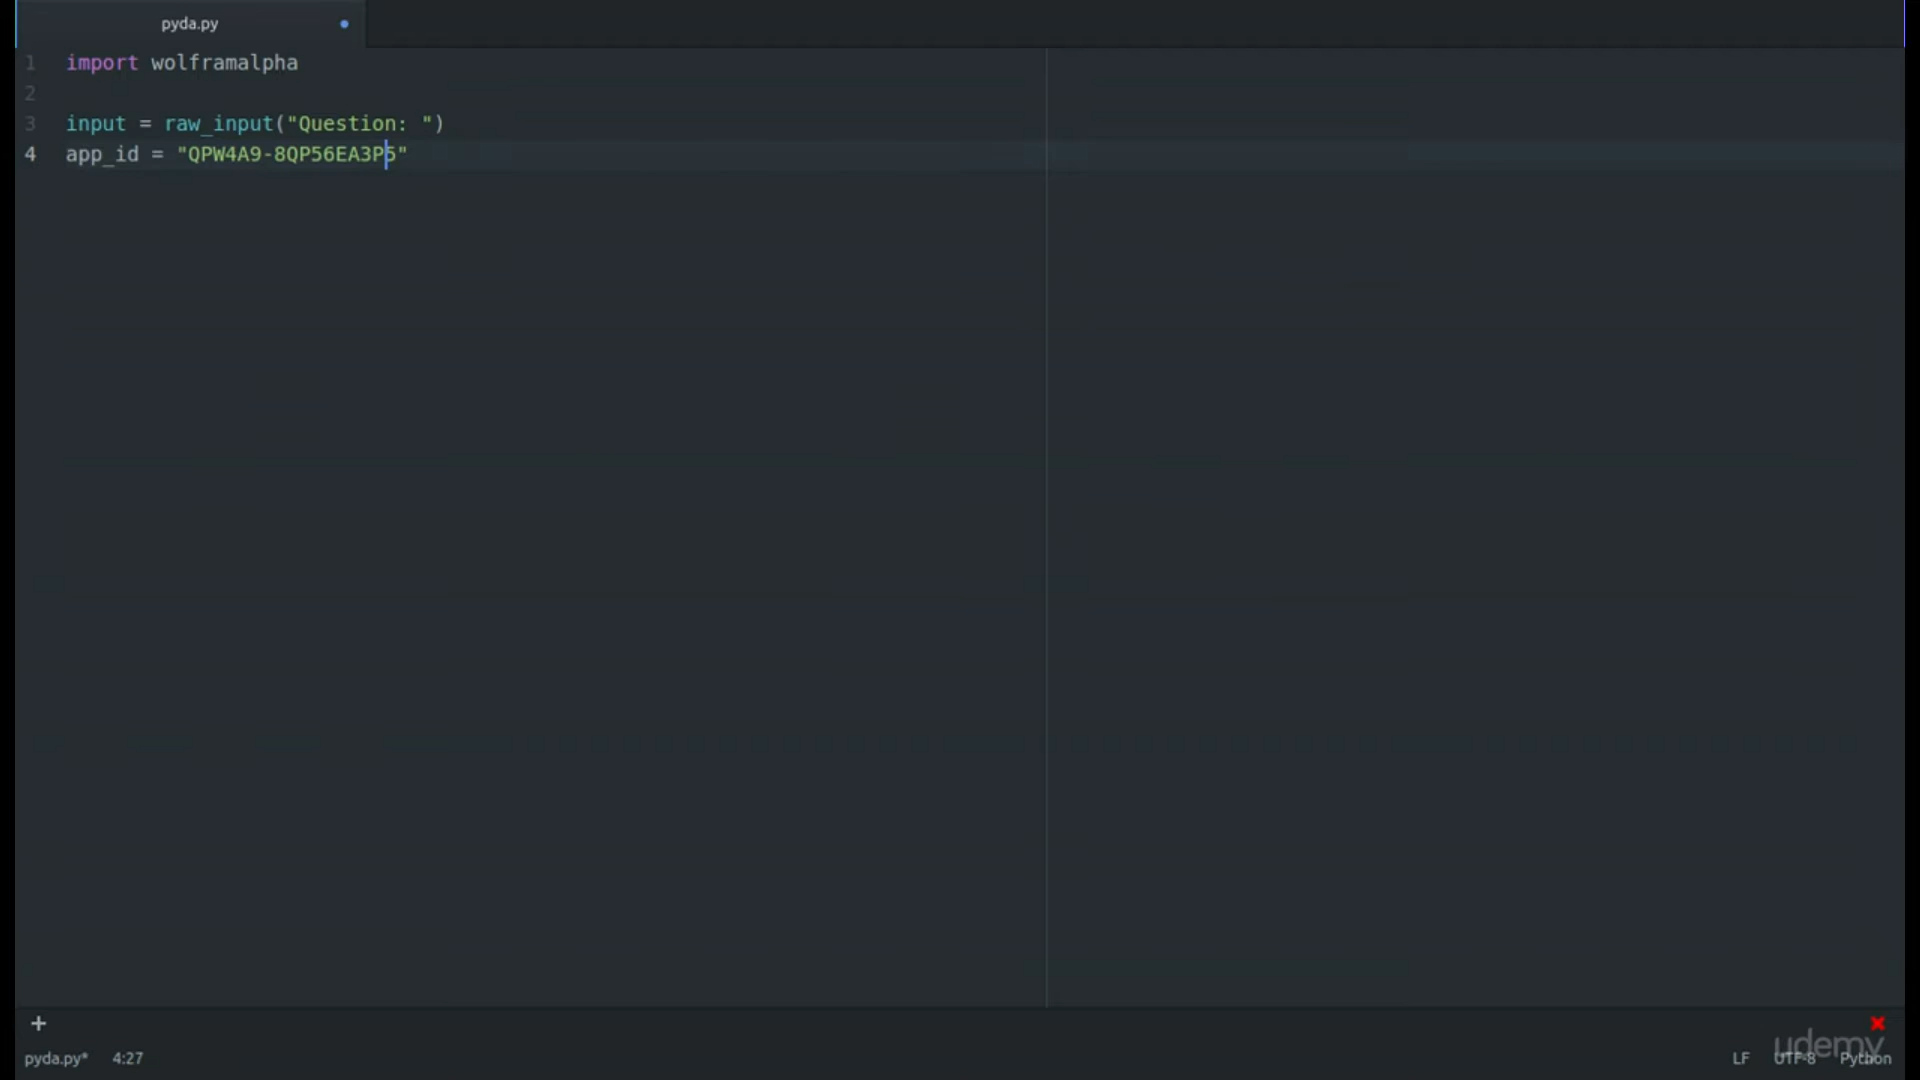 pyda.py
1 import wolframalpha
2
3 input = raw_input("Question: ")
4 app_id = "QPW4A9-8QP56EA3P5"
+
udemy
pyda.py* 4:27 LF UTF-8 Python